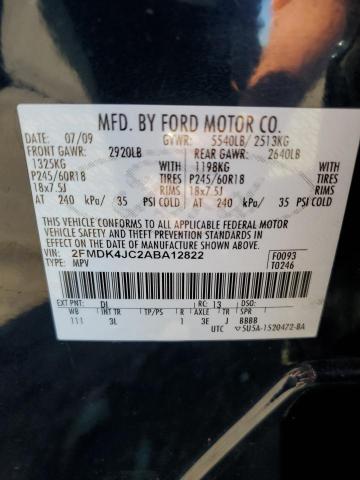 MFD. BY FORD MOTOR CO.
DATE: 07/09 GVWR: 5540LB/ 2513KG
FRONT GAWR: 2920LB REAR GAWR: 2640LB
1325KG WITH 1198KG WITH
P245/60R18 TIRES P245/60R18 TIRES
18x7.5J RIMS 18x7.5J RIMS
AT 240 kPa/ 35 PSI COLD AT 240 kPa/ 35 PSI COLD
THIS VEHICLE CONFORMS TO ALL APPLICABLE FEDERAL MOTOR
VEHICLE SAFETY AND BUMPER STANDARDS IN EFFECT ON THE DATE OF
MANUFACTURE SHOWN ABOVE.
VIN: 2FMDK4JC2ABA12822 F0093
TYPE: MPV T0246
EXT PNT: DI RC: 13 DSO:
WB INT TR TP/PS R AXLE TR SPR
111 3L 1 3E J BBBB
UTC 5U5A-1520472-BA